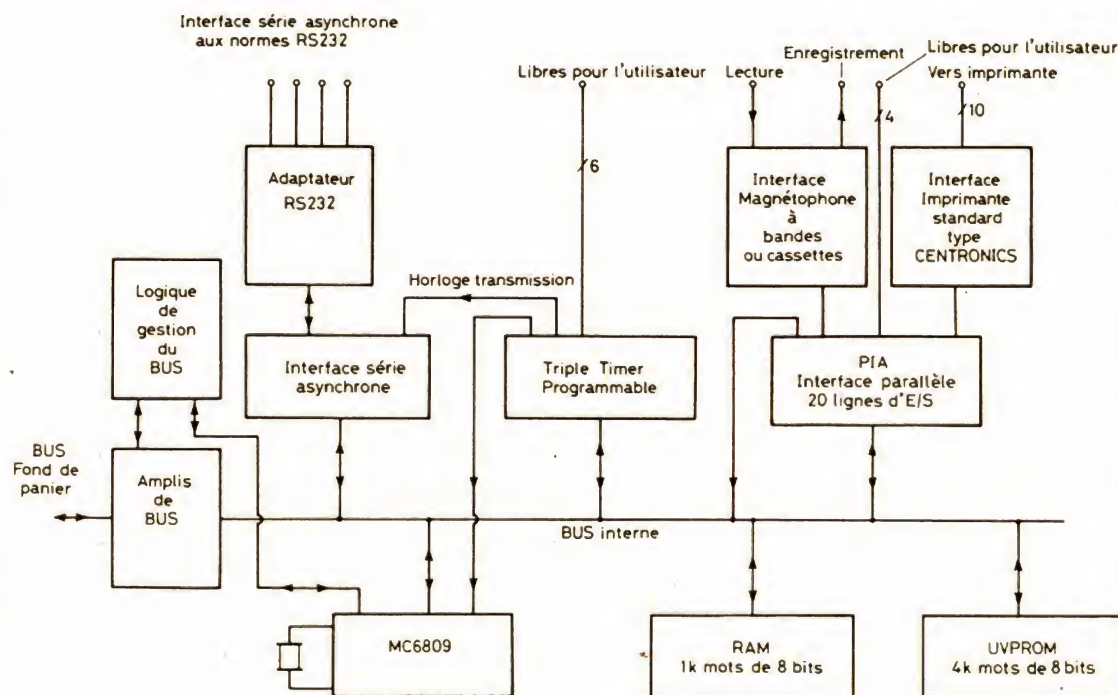 Interface série asynchrone
aux normes RS232
Libres pour l'utilisateur
Lecture
Enregistrement
Libres pour l'utilisateur
Vers imprimante
4
10
6
Adaptateur
RS232
Interface
Magnétophone
à
bandes
ou cassettes
Interface
Imprimante
standard
type
CENTRONICS
Logique
de
gestion
du
BUS
Horloge transmission
Interface série
asynchrone
Triple Timer
Programmable
PIA
Interface parallèle
20 lignes d'E/S
BUS
Fond de
panier
Amplis
de
BUS
BUS interne
MC6809
RAM
1k mots de 8 bits
UVPROM
4k mots de 8 bits